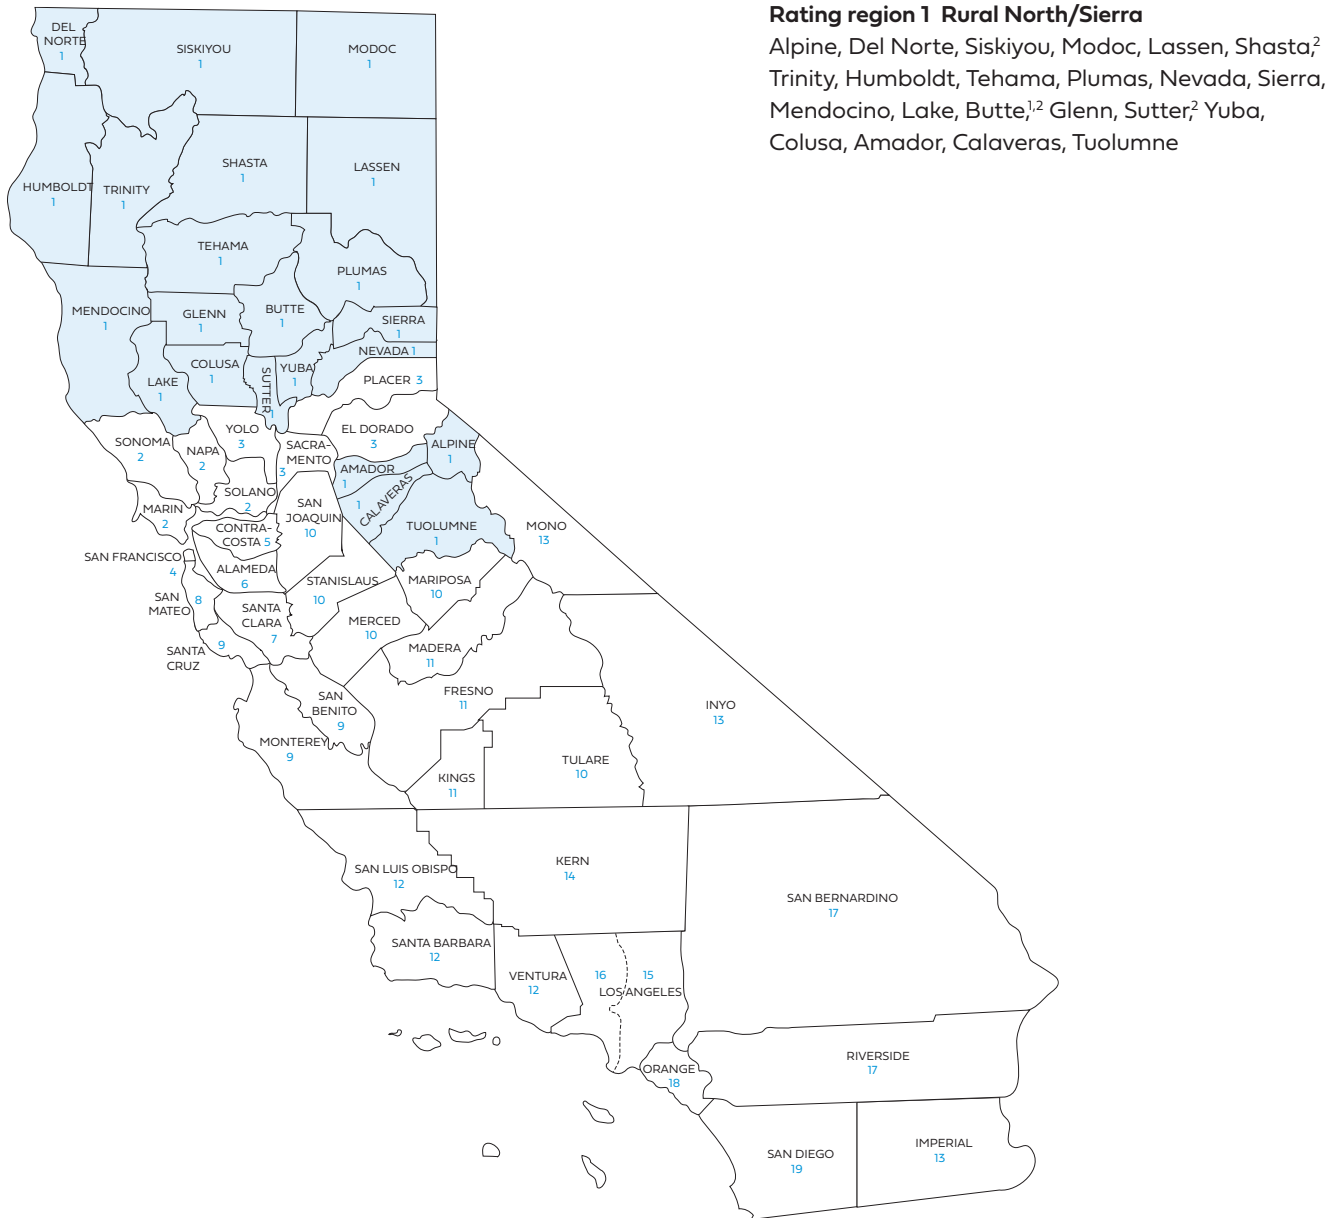 Rating region 1 Rural North/Sierra
Alpine, Del Norte, Siskiyou, Modoc, Lassen, Shasta,²
Trinity, Humboldt, Tehama, Plumas, Nevada, Sierra,
Mendocino, Lake, Butte,¹,² Glenn, Sutter,² Yuba,
Colusa, Amador, Calaveras, Tuolumne
DEL
NORTE
1
SISKIYOU
1
MODOC
1
HUMBOLDT
1
TRINITY
1
SHASTA
1
LASSEN
1
TEHAMA
1
PLUMAS
1
MENDOCINO
1
GLENN
1
BUTTE
1
SIERRA
1
NEVADA 1
COLUSA
1
SUTTER
1
YUBA
1
LAKE
1
PLACER 3
SONOMA
2
NAPA
2
YOLO
3
SACRA-
MENTO
3
EL DORADO
3
ALPINE
1
AMADOR
1
CALAVERAS
1
SOLANO
2
MARIN
2
SAN
JOAQUIN
10
TUOLUMNE
1
MONO
13
CONTRA-
COSTA 5
SAN FRANCISCO
4
ALAMEDA
6
STANISLAUS
10
MARIPOSA
10
SAN
MATEO
8
SANTA
CLARA
7
MERCED
10
SANTA
CRUZ
9
MADERA
11
FRESNO
11
SAN
BENITO
9
INYO
13
MONTEREY
9
TULARE
10
KINGS
11
SAN LUIS OBISPO
12
KERN
14
SAN BERNARDINO
17
SANTA BARBARA
12
VENTURA
12
16
15
LOS ANGELES
RIVERSIDE
17
ORANGE
18
SAN DIEGO
19
IMPERIAL
13